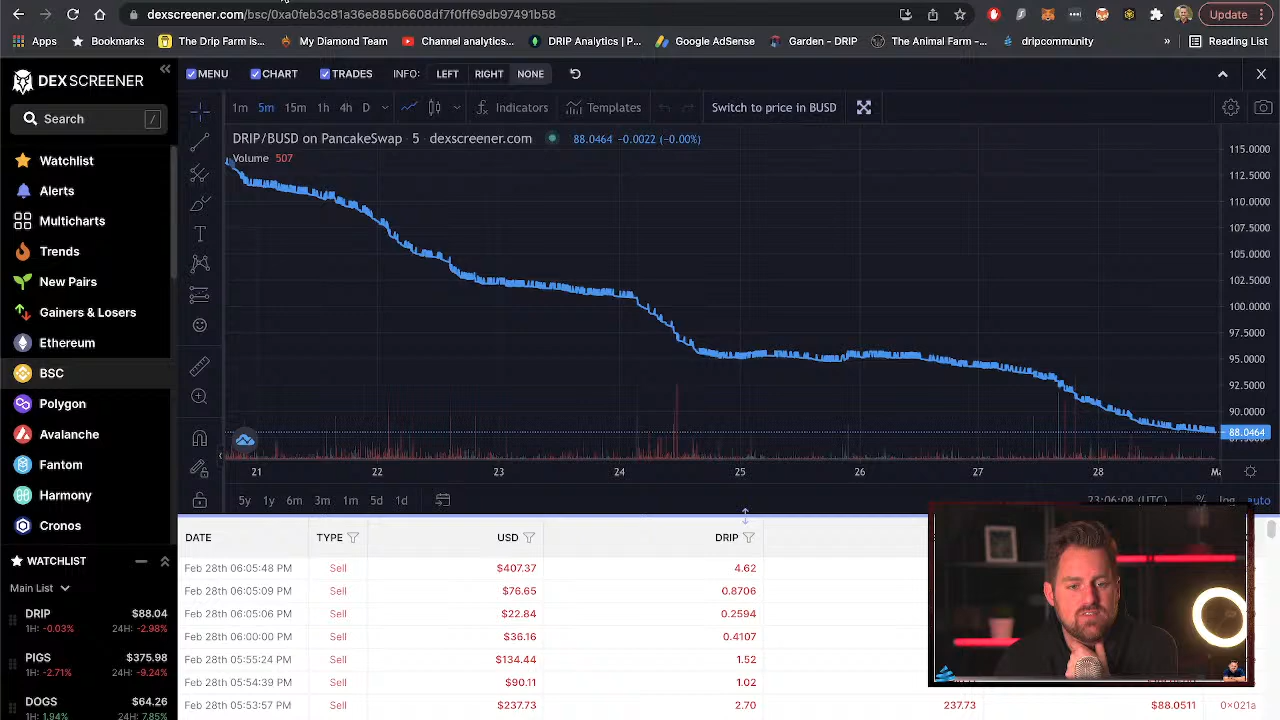 dexscreener.com/bsc/0xa0feb3c81a36e885b6608df7f0ff69db97491b58
Update
Apps
Bookmarks
The Drip Farm is...
My Diamond Team
Channel analytics...
DRIP Analytics | P...
Google AdSense
Garden – DRIP
The Animal Farm –...
dripcommunity
»
Reading List
DEX SCREENER
Search
/
MENU
CHART
TRADES
INFO:
LEFT
RIGHT
NONE
1m
5m
15m
1h
4h
D
Indicators
Templates
Switch to price in BUSD
DRIP/BUSD on PancakeSwap · 5 · dexscreener.com
88.0464 -0.0022 (-0.00%)
Volume 507
115.0000
112.5000
110.0000
107.5000
105.0000
102.5000
100.0000
97.5000
95.0000
92.5000
90.0000
88.0464
21
22
23
24
25
26
27
28
5y
1y
6m
3m
1m
5d
1d
23:06:08 (UTC)
%
log
auto
Watchlist
Alerts
Multicharts
Trends
New Pairs
Gainers & Losers
Ethereum
BSC
Polygon
Avalanche
Fantom
Harmony
Cronos
WATCHLIST
Main List
DRIP $88.04
1H: -0.03% 24H: -2.98%
PIGS $375.98
1H: -2.71% 24H: -9.24%
DOGS $64.26
1H: 1.94% 24H: 7.85%
DATE TYPE USD DRIP
Feb 28th 06:05:48 PM Sell $407.37 4.62
Feb 28th 06:05:09 PM Sell $76.65 0.8706
Feb 28th 06:05:06 PM Sell $22.84 0.2594
Feb 28th 06:00:00 PM Sell $36.16 0.4107
Feb 28th 05:55:24 PM Sell $134.44 1.52
Feb 28th 05:54:39 PM Sell $90.11 1.02
Feb 28th 05:53:57 PM Sell $237.73 2.70 237.73 $88.0511 0×021a